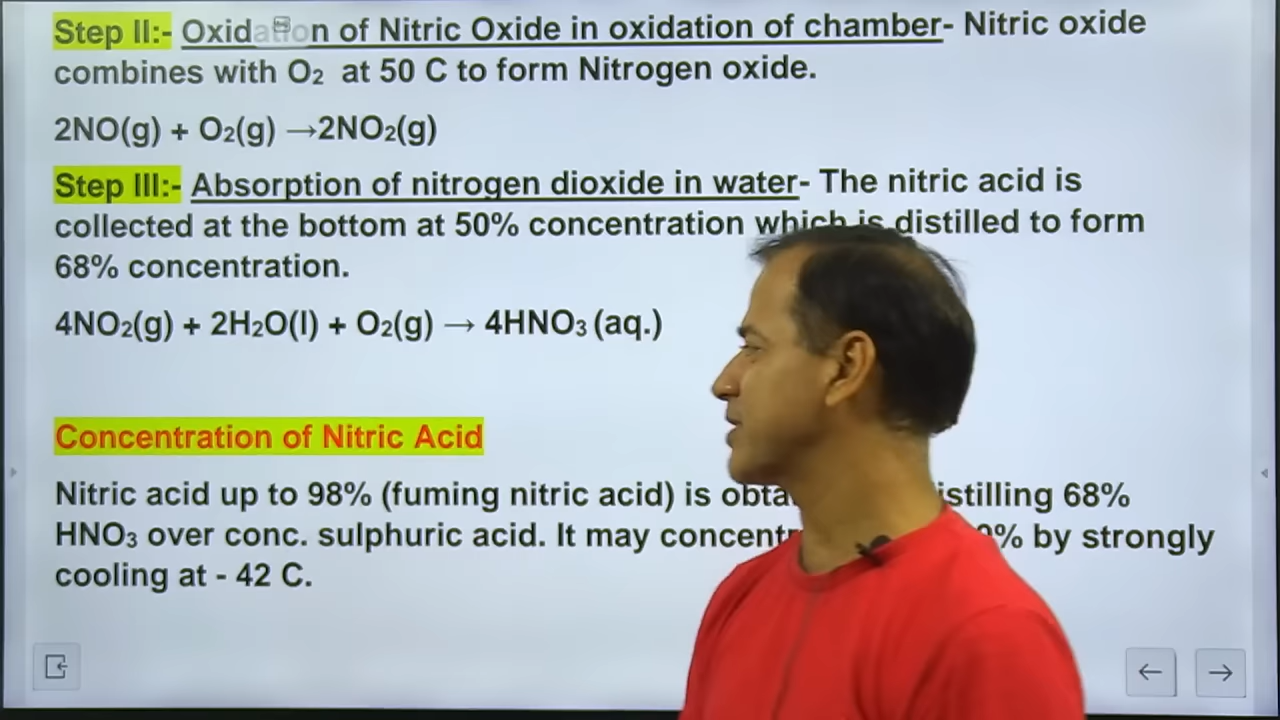 Step II:- Oxidation of Nitric Oxide in oxidation of chamber- Nitric oxide
combines with O₂ at 50 C to form Nitrogen oxide.
2NO(g) + O₂(g) →2NO₂(g)
Step III:- Absorption of nitrogen dioxide in water- The nitric acid is
collected at the bottom at 50% concentration which is distilled to form
68% concentration.
4NO₂(g) + 2H₂O(l) + O₂(g) → 4HNO₃ (aq.)
Concentration of Nitric Acid
Nitric acid up to 98% (fuming nitric acid) is 68%
HNO₃ over conc. sulphuric acid. It may by strongly
cooling at - 42 C.